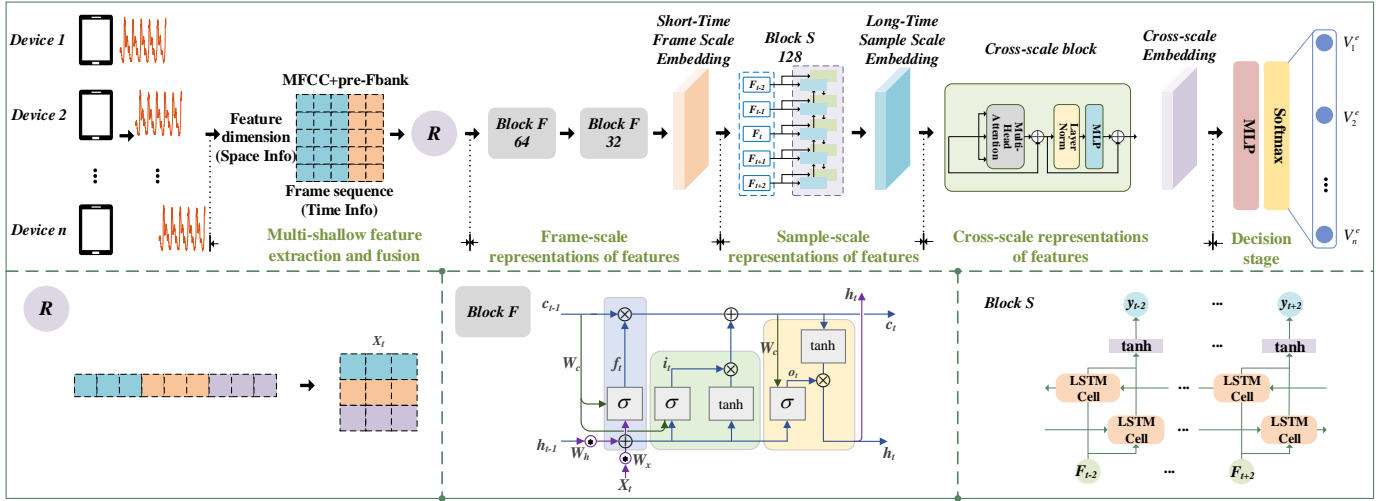 Device 1
Device 2
Device n
Feature
dimension
(Space Info)
MFCC+pre-Fbank
Frame sequence
(Time Info)
R
Block F
64
Block F
32
Short-Time
Frame Scale
Embedding
Block S
128
F_{t-2}
F_{t-1}
F_t
F_{t+1}
F_{t+2}
Long-Time
Sample Scale
Embedding
Cross-scale block
Multi-
Head
Attention
Layer
Norm
MLP
Cross-scale
Embedding
MLP
Softmax
V_1^e
V_2^e
V_n^e
Multi-shallow feature
extraction and fusion
Frame-scale
representations of features
Sample-scale
representations of features
Cross-scale representations
of features
Decision
stage
R
X_t
Block F
c_{t-1}
W_c
f_t
i_t
W_c
o_t
tanh
h_t
c_t
σ
σ
tanh
σ
h_{t-1}
W_h
W_x
X_t
h_t
Block S
y_{t-2}
...
y_{t+2}
tanh
...
tanh
LSTM
Cell
...
LSTM
Cell
LSTM
Cell
...
LSTM
Cell
F_{t-2}
...
F_{t+2}